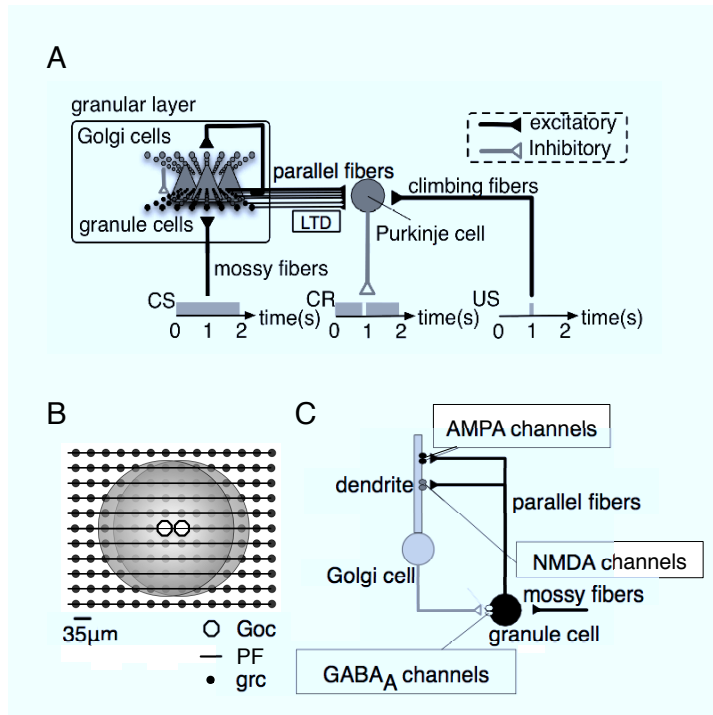 A
granular layer
Golgi cells
excitatory
Inhibitory
parallel fibers
climbing fibers
granule cells
LTD
Purkinje cell
mossy fibers
CS
CR
US
0 1 2 time(s)
0 1 2 time(s)
0 1 2 time(s)
B
C
AMPA channels
dendrite
parallel fibers
NMDA channels
Golgi cell
mossy fibers
granule cell
GABAA channels
35μm
Goc
PF
grc